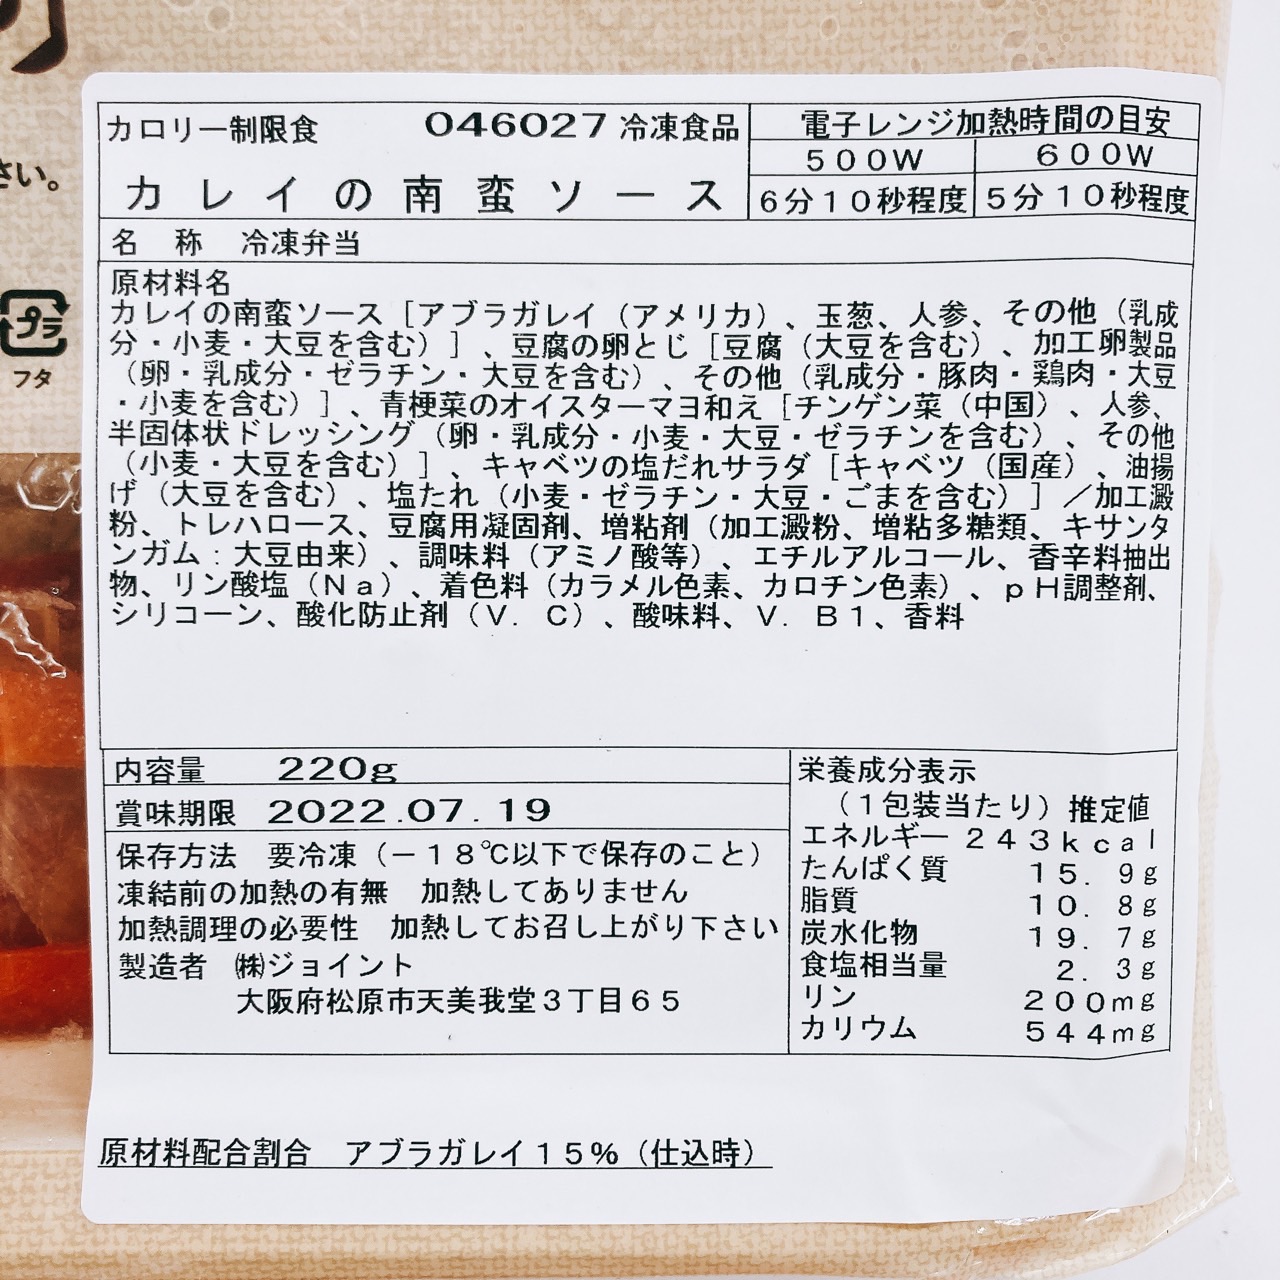 さい。
プラ
フタ
カロリー制限食 046027 冷凍食品
カレイの南蛮ソース
電子レンジ加熱時間の目安
500W 600W
6分10秒程度 5分10秒程度
名 称 冷凍弁当
原材料名
カレイの南蛮ソース［アブラガレイ（アメリカ）、玉葱、人参、その他（乳成
分・小麦・大豆を含む）］、豆腐の卵とじ［豆腐（大豆を含む）、加工卵製品
（卵・乳成分・ゼラチン・大豆を含む）、その他（乳成分・豚肉・鶏肉・大豆
・小麦を含む）］、青梗菜のオイスターマヨ和え［チンゲン菜（中国）、人参、
半固体状ドレッシング（卵・乳成分・小麦・大豆・ゼラチンを含む）、その他
（小麦・大豆を含む）］、キャベツの塩だれサラダ［キャベツ（国産）、油揚
げ（大豆を含む）、塩たれ（小麦・ゼラチン・大豆・ごまを含む）］／加工澱
粉、トレハロース、豆腐用凝固剤、増粘剤（加工澱粉、増粘多糖類、キサンタ
ンガム：大豆由来）、調味料（アミノ酸等）、エチルアルコール、香辛料抽出
物、リン酸塩（Na）、着色料（カラメル色素、カロチン色素）、pH調整剤、
シリコーン、酸化防止剤（V．C）、酸味料、V．B1、香料
内容量 220g
賞味期限 2022.07.19
保存方法 要冷凍（－18℃以下で保存のこと）
凍結前の加熱の有無 加熱してありません
加熱調理の必要性 加熱してお召し上がり下さい
製造者 ㈱ジョイント
大阪府松原市天美我堂3丁目65
栄養成分表示
（1包装当たり）推定値
エネルギー 243kcal
たんぱく質 15．9g
脂質 10．8g
炭水化物 19．7g
食塩相当量 2．3g
リン 200mg
カリウム 544mg
原材料配合割合 アブラガレイ15％（仕込時）